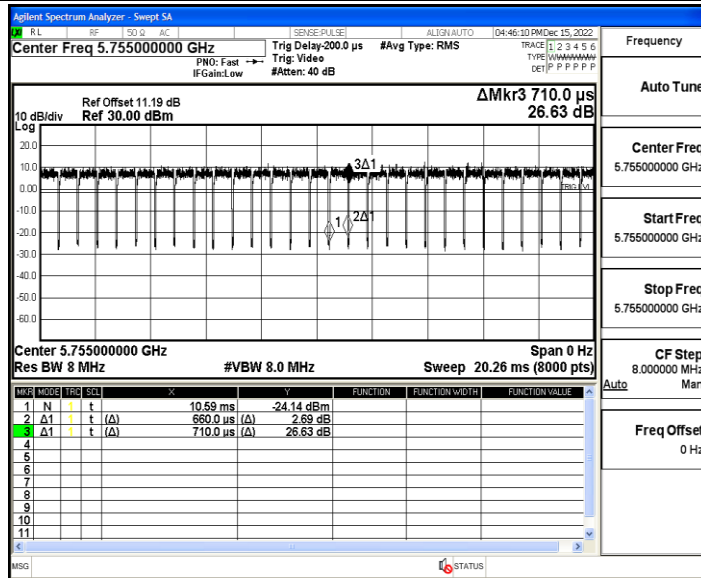 Agilent Spectrum Analyzer - Swept SA
RL RF 50 Ω AC SENSE:PULSE ALIGN AUTO 04:46:10 PM Dec 15, 2022
Center Freq 5.755000000 GHz
PNO: Fast
IFGain:Low
Trig Delay-200.0 µs
Trig: Video
#Atten: 40 dB
#Avg Type: RMS
TRACE 1 2 3 4 5 6
TYPE WWWWWW
DET P P P P P P
ΔMkr3 710.0 µs
26.63 dB
Ref Offset 11.19 dB
10 dB/div Ref 30.00 dBm
Log
20.0
10.0
0.00
-10.0
-20.0
-30.0
-40.0
-50.0
-60.0
3Δ1
TRIG LVL
1
2Δ1
Center 5.755000000 GHz Span 0 Hz
Res BW 8 MHz #VBW 8.0 MHz Sweep 20.26 ms (8000 pts)
MKR MODE TRC SCL X Y FUNCTION FUNCTION WIDTH FUNCTION VALUE
1 N 1 t 10.59 ms -24.14 dBm
2 Δ1 1 t (Δ) 660.0 µs (Δ) 2.69 dB
3 Δ1 1 t (Δ) 710.0 µs (Δ) 26.63 dB
4
5
6
7
8
9
10
11
MSG STATUS
Frequency
Auto Tune
Center Freq
5.755000000 GHz
Start Freq
5.755000000 GHz
Stop Freq
5.755000000 GHz
CF Step
8.000000 MHz
Auto Man
Freq Offset
0 Hz